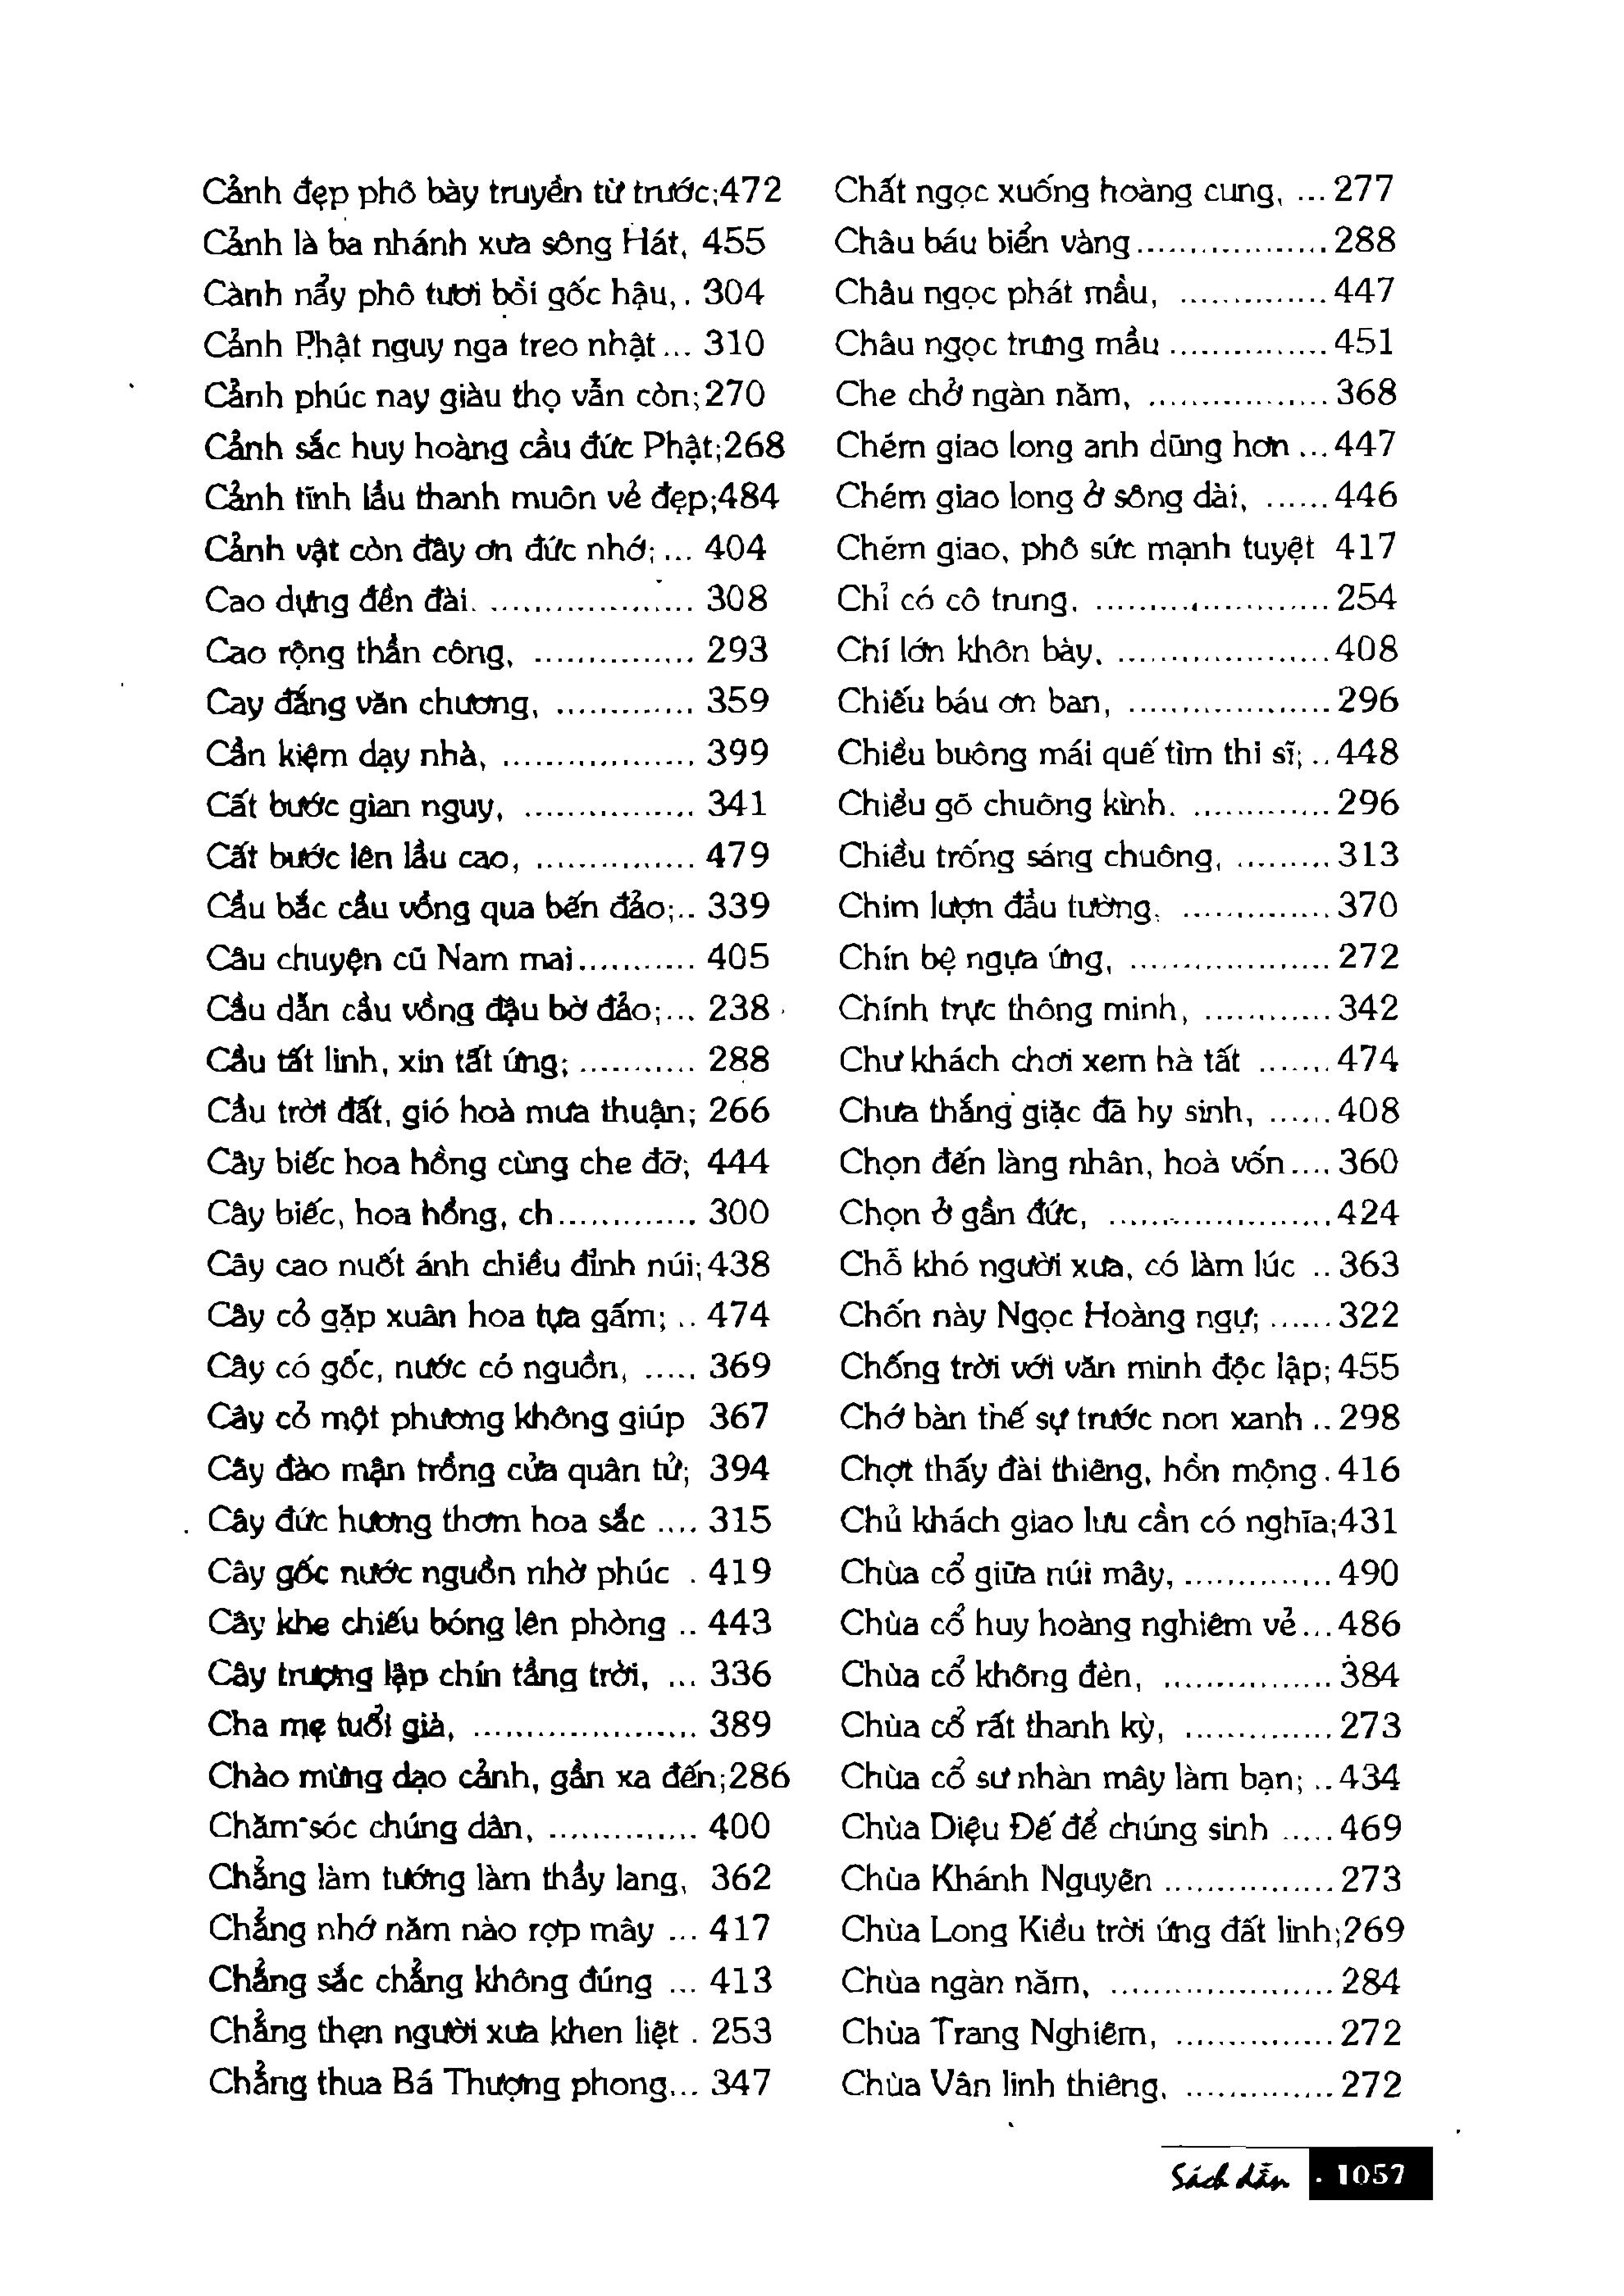 Cảnh đẹp phô bày truyền từ trước;472
Cảnh là ba nhánh xưa sông Hát, 455
Cành nẩy phô tươi bồi gốc hậu,. 304
Cảnh Phật nguy nga treo nhật... 310
Cảnh phúc nay giàu thọ vẫn còn;270
Cảnh sắc huy hoàng cầu đức Phật;268
Cảnh tĩnh lầu thanh muôn vẻ đẹp;484
Cảnh vật còn đây ơn đức nhớ;... 404
Cao dựng đền đài. ................... 308
Cao rộng thần công, ............... 293
Cay đắng văn chương, ............. 359
Cần kiệm dạy nhà, .................. 399
Cất bước gian nguy, ................ 341
Cất bước lên lầu cao, ............... 479
Cầu bắc cầu vồng qua bến đảo;.. 339
Câu chuyện cũ Nam mai........... 405
Cầu dẫn cầu vồng đậu bờ đảo;... 238
Cầu tất linh, xin tất ứng; ........... 288
Cầu trời đất, gió hoà mưa thuận; 266
Cây biếc hoa hồng cùng che đỡ; 444
Cây biếc, hoa hồng, ch............. 300
Cây cao nuốt ánh chiều đỉnh núi;438
Cây cỏ gặp xuân hoa tựa gấm; .. 474
Cây có gốc, nước có nguồn, ..... 369
Cây cỏ một phương không giúp 367
Cây đào mận trồng cửa quân tử; 394
Cây đức hương thơm hoa sắc .... 315
Cây gốc nước nguồn nhờ phúc . 419
Cây khe chiếu bóng lên phòng .. 443
Cây trượng lập chín tầng trời, ... 336
Cha mẹ tuổi già, ..................... 389
Chào mừng dạo cảnh, gần xa đến;286
Chăm sóc chúng dân, .............. 400
Chẳng làm tướng làm thầy lang, 362
Chẳng nhớ năm nào rợp mây ... 417
Chẳng sắc chẳng không đúng ... 413
Chẳng thẹn người xưa khen liệt . 253
Chẳng thua Bá Thượng phong... 347
Chất ngọc xuống hoàng cung, ... 277
Châu báu biển vàng.................. 288
Châu ngọc phát mầu, .............. 447
Châu ngọc trưng mầu ............... 451
Che chở ngàn năm, ................. 368
Chém giao long anh dũng hơn ... 447
Chém giao long ở sông dài, ...... 446
Chém giao, phô sức mạnh tuyệt 417
Chỉ có cô trung, ...................... 254
Chí lớn khôn bày, .................... 408
Chiếu báu ơn ban, ................... 296
Chiều buông mái quế tìm thi sĩ; .. 448
Chiều gõ chuông kình. ............. 296
Chiều trống sáng chuông, ......... 313
Chim lượn đầu tường, .............. 370
Chín bệ ngựa ứng, ................... 272
Chính trực thông minh, ............ 342
Chư khách chơi xem hà tất ....... 474
Chưa thắng giặc đã hy sinh, ...... 408
Chọn đến làng nhân, hoà vốn.... 360
Chọn ở gần đức, ..................... 424
Chỗ khó người xưa, có làm lúc .. 363
Chốn này Ngọc Hoàng ngự; ...... 322
Chống trời với văn minh độc lập; 455
Chớ bàn thế sự trước non xanh .. 298
Chợt thấy đài thiêng, hồn mộng . 416
Chủ khách giao lưu cần có nghĩa;431
Chùa cổ giữa núi mây, .............. 490
Chùa cổ huy hoàng nghiêm vẻ... 486
Chùa cổ không đèn, ................ 384
Chùa cổ rất thanh kỳ, .............. 273
Chùa cổ sư nhàn mây làm bạn; .. 434
Chùa Diệu Đế để chúng sinh ..... 469
Chùa Khánh Nguyên ................ 273
Chùa Long Kiều trời ứng đất linh;269
Chùa ngàn năm, ..................... 284
Chùa Trang Nghiêm, ............... 272
Chùa Vân linh thiêng, .............. 272
Sách dẫn . 1057